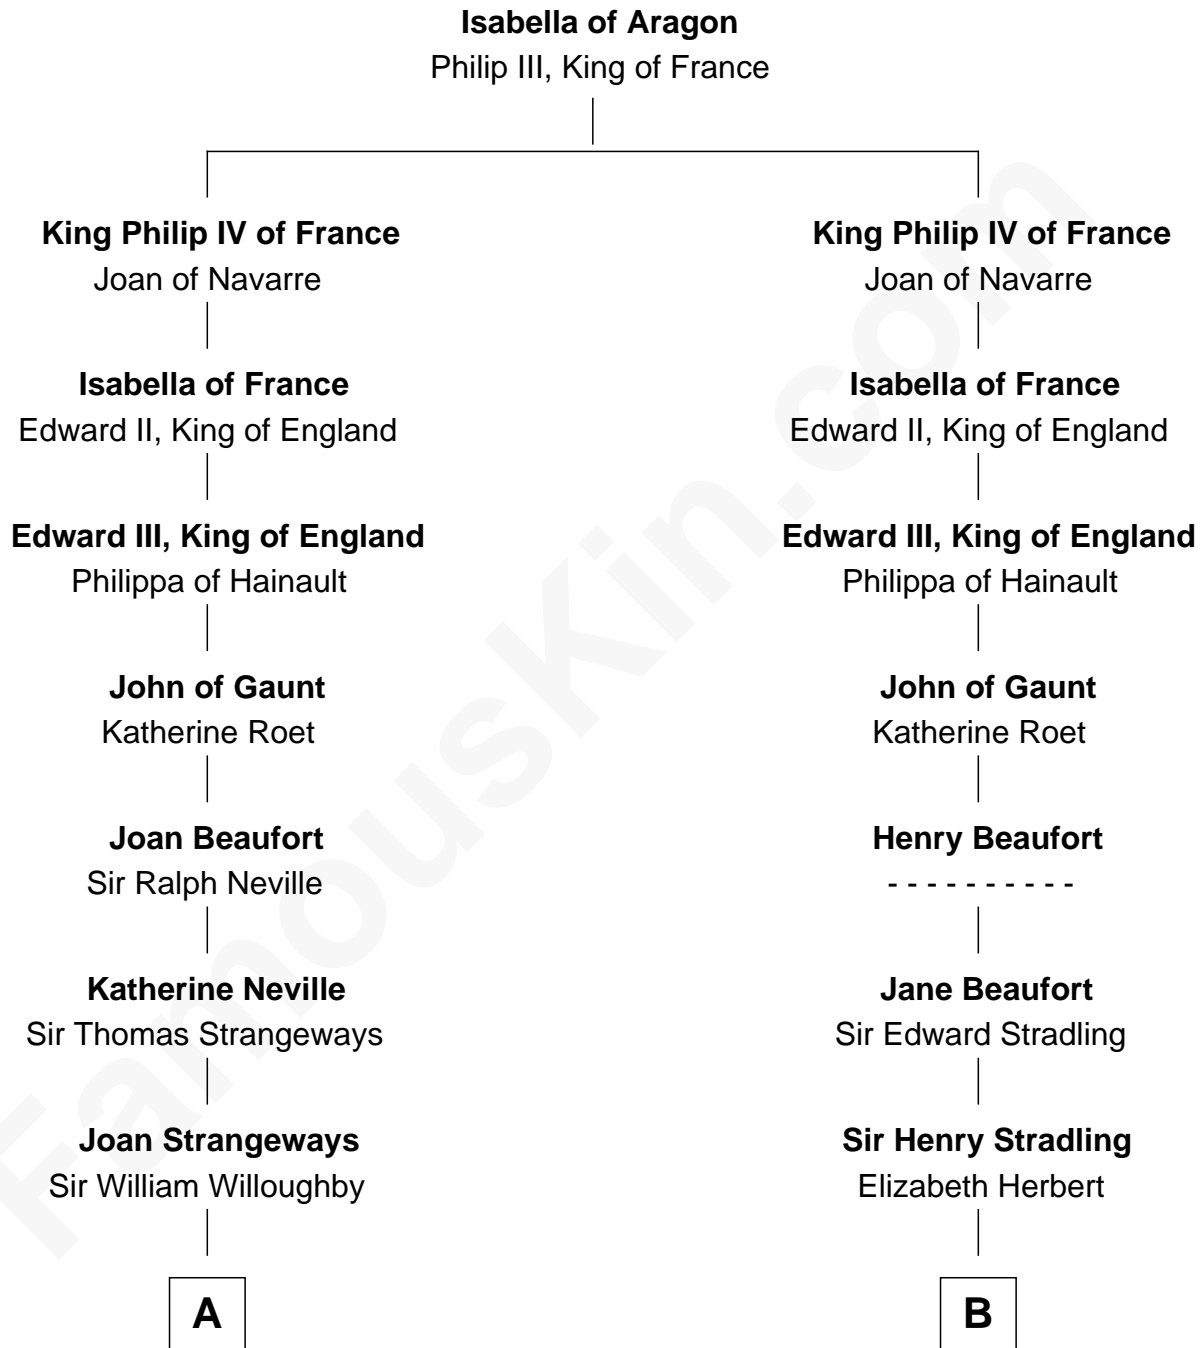 Isabella of Aragon
Philip III, King of France
King Philip IV of France
Joan of Navarre
King Philip IV of France
Joan of Navarre
Isabella of France
Edward II, King of England
Isabella of France
Edward II, King of England
Edward III, King of England
Philippa of Hainault
Edward III, King of England
Philippa of Hainault
John of Gaunt
Katherine Roet
John of Gaunt
Katherine Roet
Joan Beaufort
Sir Ralph Neville
Henry Beaufort
- - - - - - - - - -
Katherine Neville
Sir Thomas Strangeways
Jane Beaufort
Sir Edward Stradling
Joan Strangeways
Sir William Willoughby
Sir Henry Stradling
Elizabeth Herbert
A
B
FamousKin.com